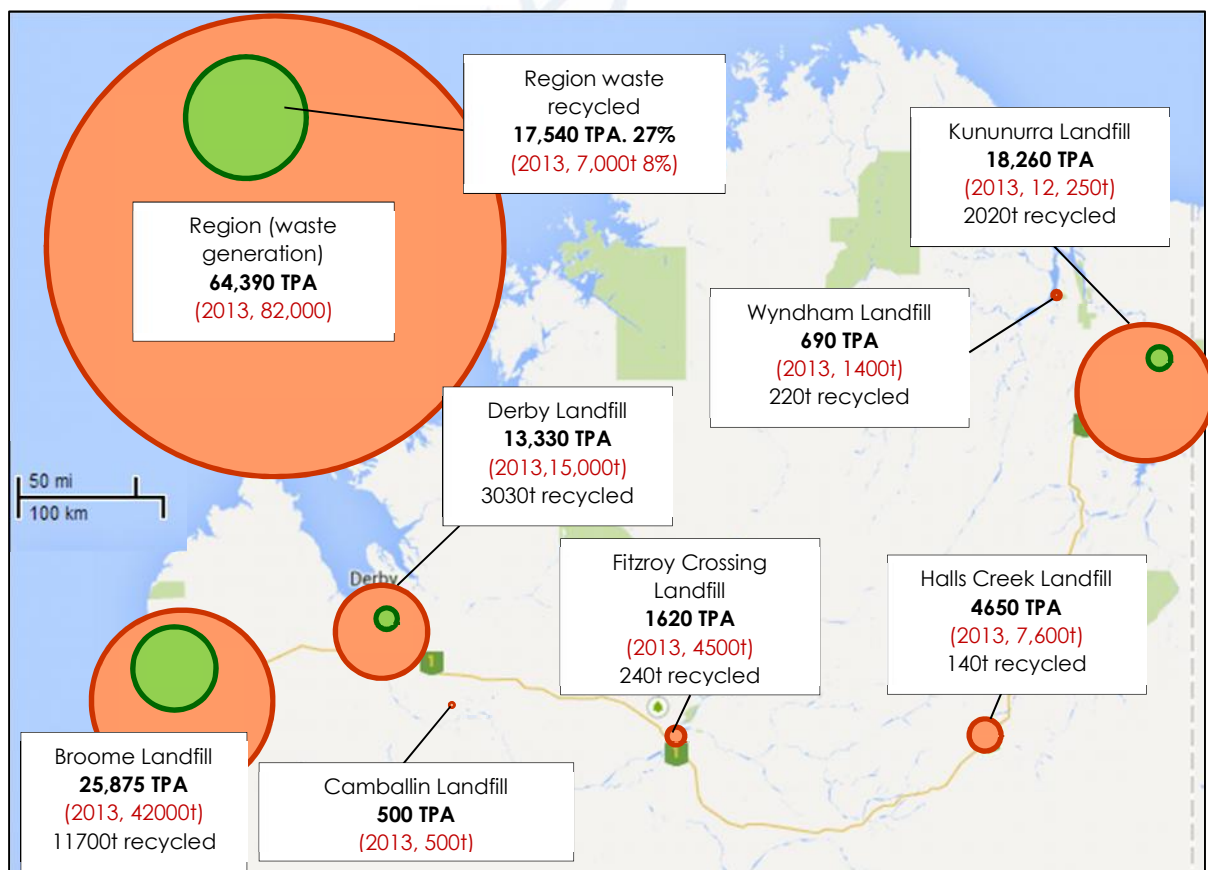 Region waste
recycled
17,540 TPA. 27%
(2013, 7,000t 8%)
Region (waste
generation)
64,390 TPA
(2013, 82,000)
Kununurra Landfill
18,260 TPA
(2013, 12, 250t)
2020t recycled
Wyndham Landfill
690 TPA
(2013, 1400t)
220t recycled
Derby Landfill
13,330 TPA
(2013,15,000t)
3030t recycled
50 mi
100 km
Derby
Fitzroy Crossing
Landfill
1620 TPA
(2013, 4500t)
240t recycled
Halls Creek Landfill
4650 TPA
(2013, 7,600t)
140t recycled
Broome Landfill
25,875 TPA
(2013, 42000t)
11700t recycled
Camballin Landfill
500 TPA
(2013, 500t)
1
1
1